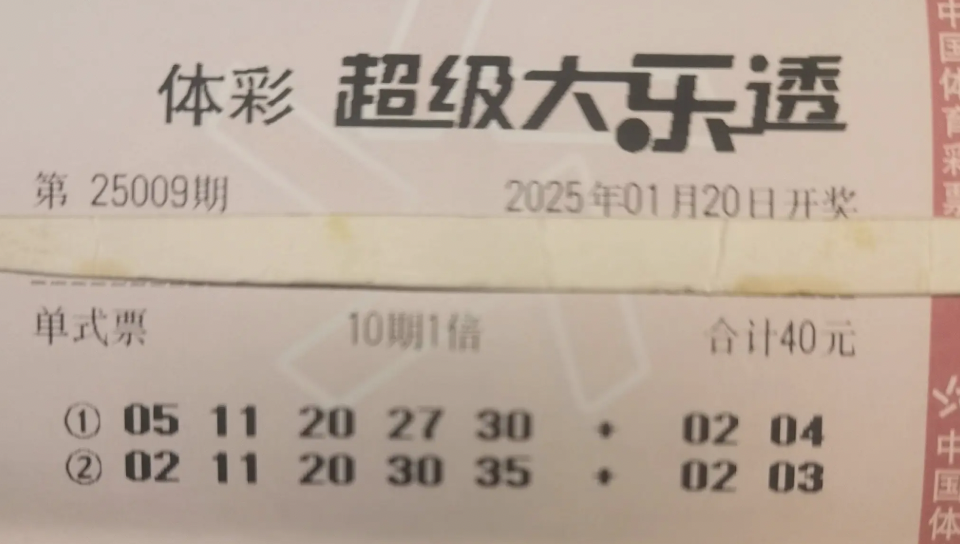 体彩 超级大乐透
第 25009期 2025年01月20日开奖
单式票 10期1倍 合计40元
① 05 11 20 27 30 + 02 04
② 02 11 20 30 35 + 02 03
中国体育彩票
中国体